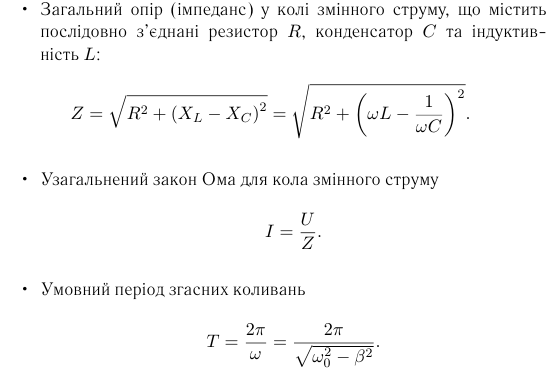 • Загальний опір (імпеданс) у колі змінного струму, що містить
послідовно з’єднані резистор R, конденсатор C та індуктив-
ність L:
Z = √(R² + (X_L − X_C)²) = √(R² + (ωL − 1/(ωC))²).
• Узагальнений закон Ома для кола змінного струму
I = U/Z.
• Умовний період згасних коливань
T = 2π/ω = 2π/√(ω₀² − β²).